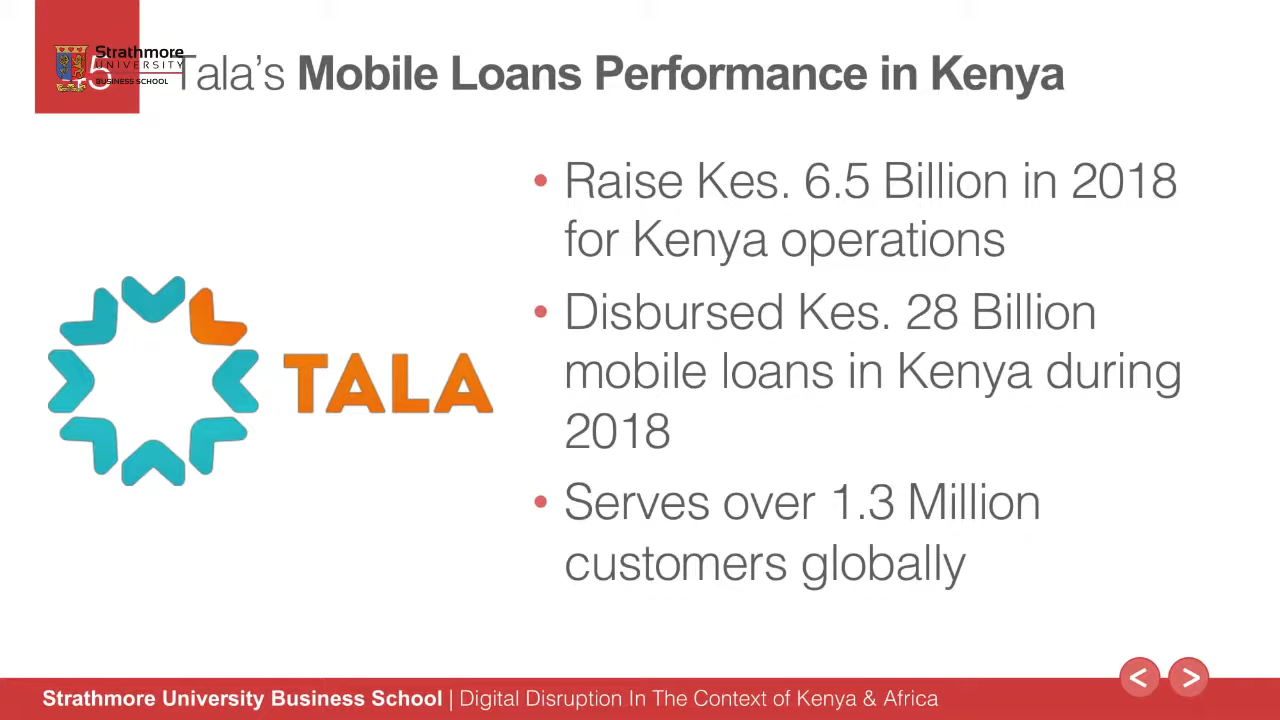 Strathmore
UNIVERSITY
BUSINESS SCHOOL
Tala's Mobile Loans Performance in Kenya
• Raise Kes. 6.5 Billion in 2018
for Kenya operations
• Disbursed Kes. 28 Billion
mobile loans in Kenya during
2018
• Serves over 1.3 Million
customers globally
TALA
Strathmore University Business School | Digital Disruption In The Context of Kenya & Africa
< >